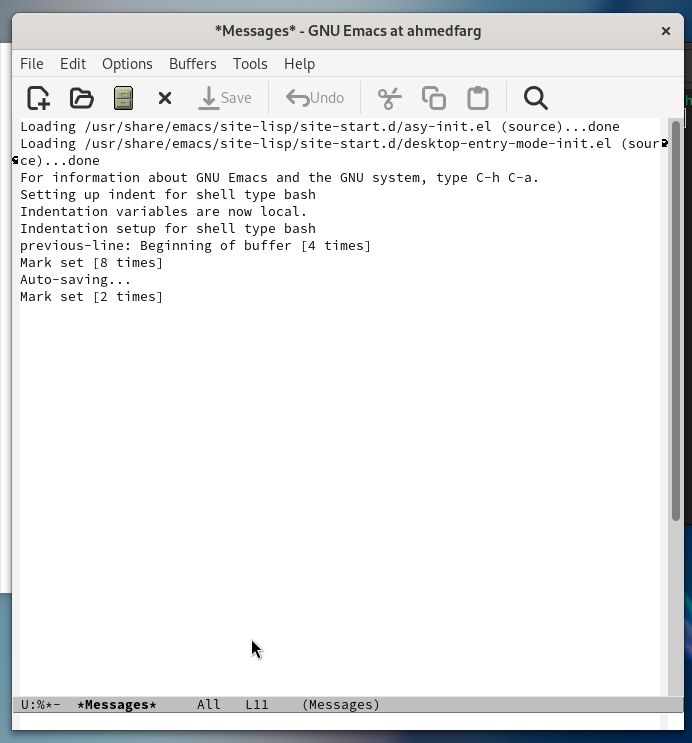 *Messages* - GNU Emacs at ahmedfarg
File Edit Options Buffers Tools Help
Save Undo
Loading /usr/share/emacs/site-lisp/site-start.d/asy-init.el (source)...done
Loading /usr/share/emacs/site-lisp/site-start.d/desktop-entry-mode-init.el (sour
ce)...done
For information about GNU Emacs and the GNU system, type C-h C-a.
Setting up indent for shell type bash
Indentation variables are now local.
Indentation setup for shell type bash
previous-line: Beginning of buffer [4 times]
Mark set [8 times]
Auto-saving...
Mark set [2 times]
U:%*- *Messages* All L11 (Messages)